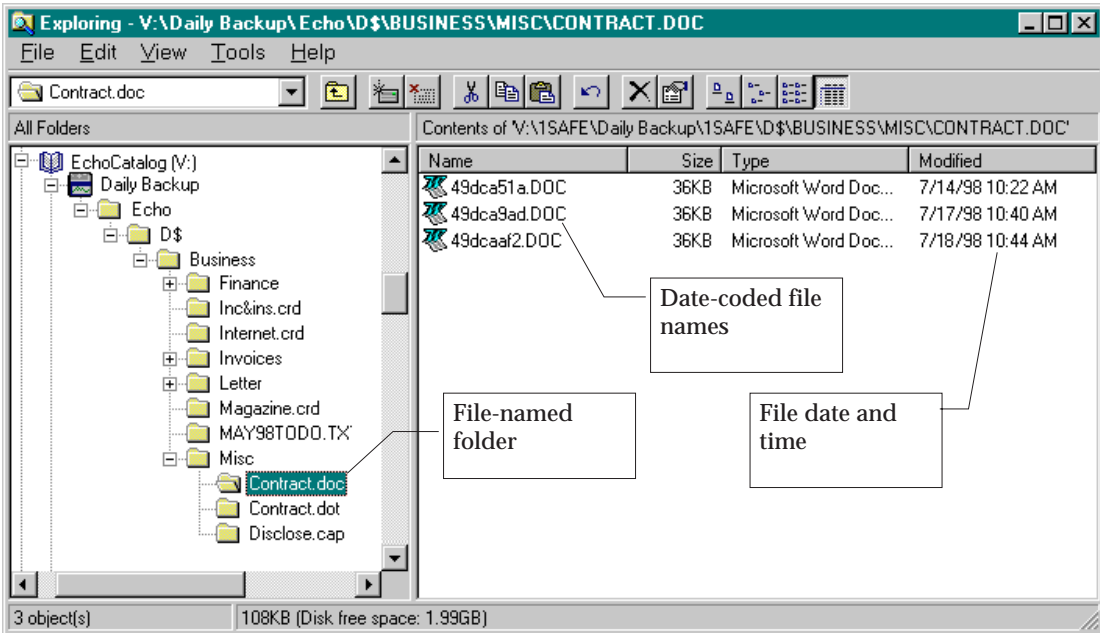 Exploring - V:\Daily Backup\Echo\D$\BUSINESS\MISC\CONTRACT.DOC
File Edit View Tools Help
Contract.doc
All Folders
Contents of 'V:\1SAFE\Daily Backup\1SAFE\D$\BUSINESS\MISC\CONTRACT.DOC'
EchoCatalog (V:)
Daily Backup
Echo
D$
Business
Finance
Inc&ins.crd
Internet.crd
Invoices
Letter
Magazine.crd
MAY98TODO.TX
Misc
Contract.doc
Contract.dot
Disclose.cap
Name Size Type Modified
49dca51a.DOC 36KB Microsoft Word Doc... 7/14/98 10:22 AM
49dca9ad.DOC 36KB Microsoft Word Doc... 7/17/98 10:40 AM
49dcaaf2.DOC 36KB Microsoft Word Doc... 7/18/98 10:44 AM
Date-coded file
names
File-named
folder
File date and
time
3 object(s) 108KB (Disk free space: 1.99GB)